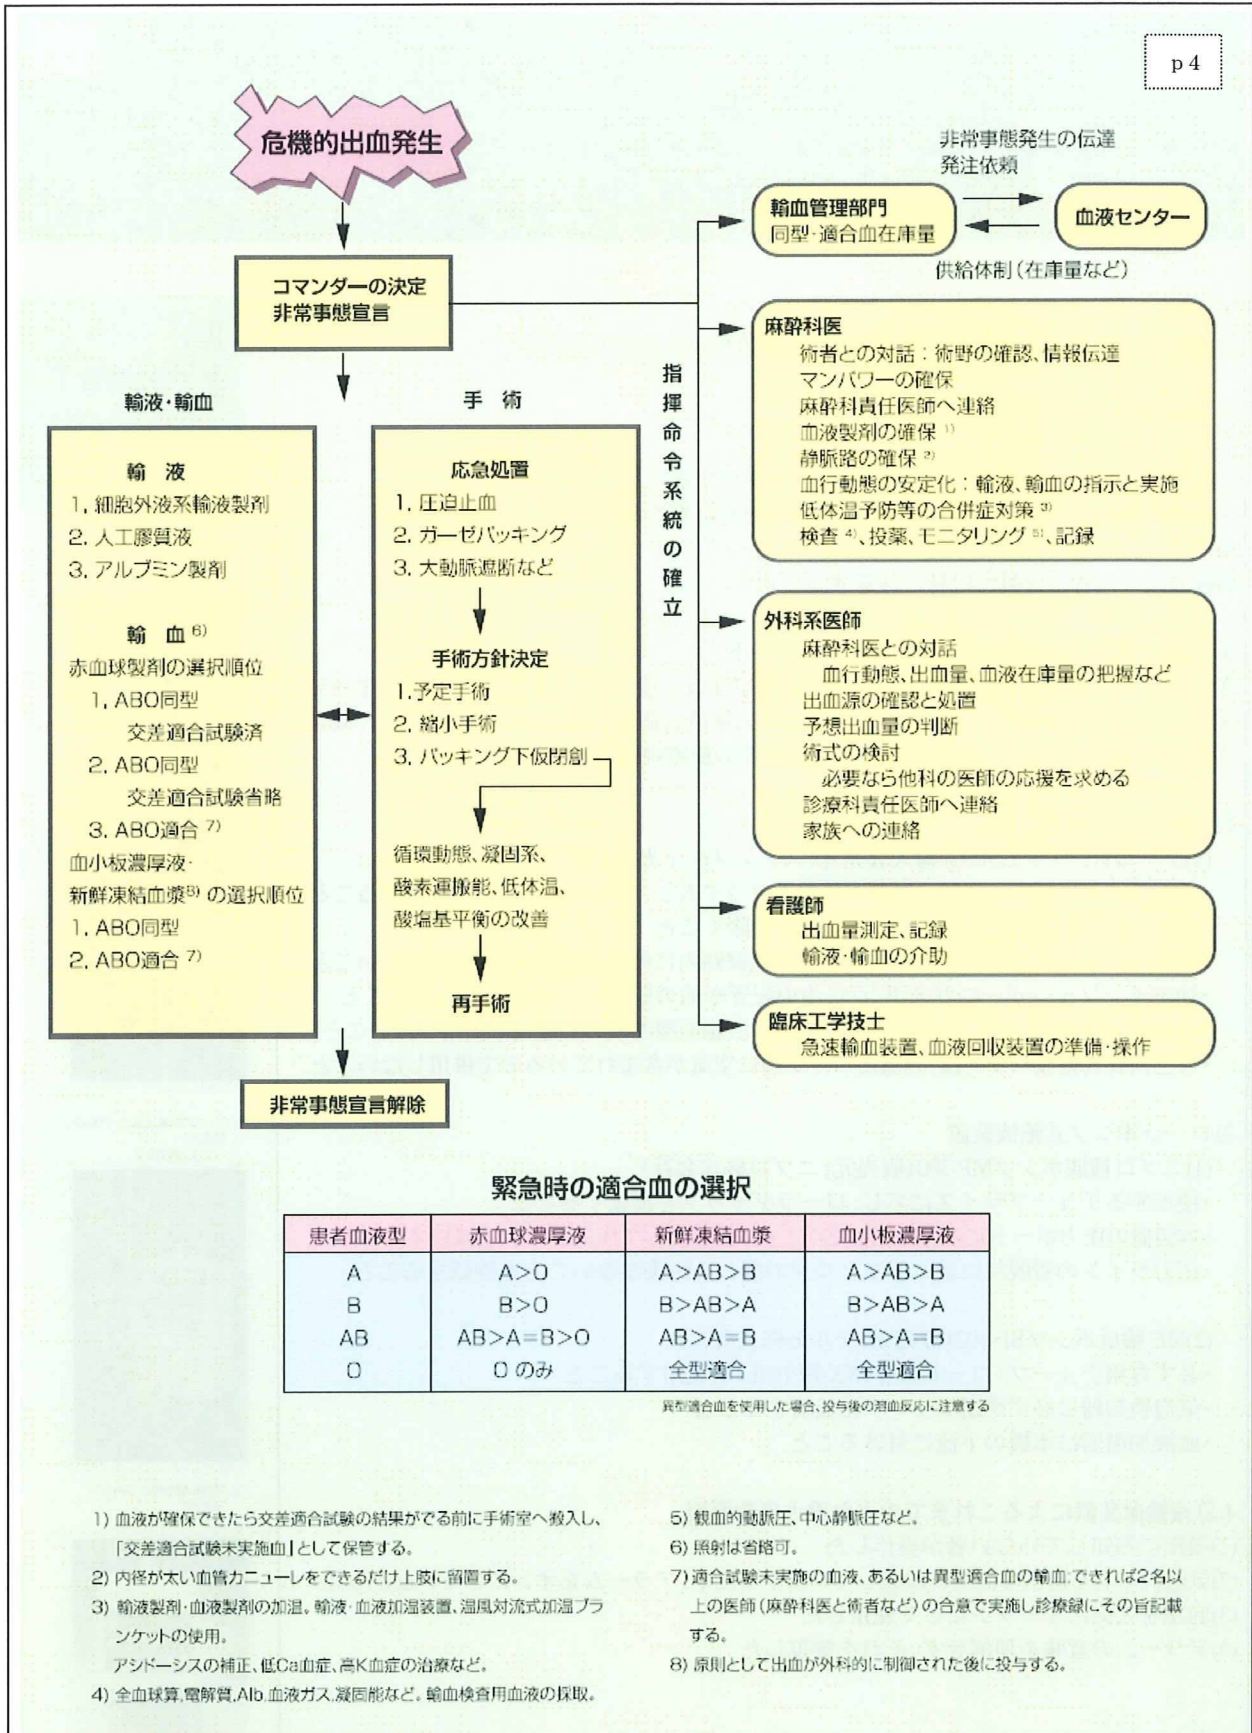 p 4
危機的出血発生
コマンダーの決定
非常事態宣言
非常事態発生の伝達
発注依頼
輸血管理部門
同型・適合血在庫量
血液センター
供給体制(在庫量など)
指揮命令系統の確立
麻酔科医
術者との対話:術野の確認、情報伝達
マンパワーの確保
麻酔科責任医師へ連絡
血液製剤の確保 1)
静脈路の確保 2)
血行動態の安定化:輸液、輸血の指示と実施
低体温予防等の合併症対策 3)
検査 4)、投薬、モニタリング 5)、記録
外科系医師
麻酔科医との対話
血行動態、出血量、血液在庫量の把握など
出血源の確認と処置
予想出血量の判断
術式の検討
必要なら他科の医師の応援を求める
診療科責任医師へ連絡
家族への連絡
看護師
出血量測定、記録
輸液・輸血の介助
臨床工学技士
急速輸血装置、血液回収装置の準備・操作
輸液・輸血
輸 液
1. 細胞外液系輸液製剤
2. 人工膠質液
3. アルブミン製剤
輸 血 6)
赤血球製剤の選択順位
1. ABO同型
交差適合試験済
2. ABO同型
交差適合試験省略
3. ABO適合 7)
血小板濃厚液・
新鮮凍結血漿8) の選択順位
1. ABO同型
2. ABO適合 7)
手 術
応急処置
1. 圧迫止血
2. ガーゼパッキング
3. 大動脈遮断など
手術方針決定
1.予定手術
2. 縮小手術
3. パッキング下仮閉創
循環動態、凝固系、
酸素運搬能、低体温、
酸塩基平衡の改善
再手術
非常事態宣言解除
緊急時の適合血の選択
患者血液型 赤血球濃厚液 新鮮凍結血漿 血小板濃厚液
A A>O A>AB>B A>AB>B
B B>O B>AB>A B>AB>A
AB AB>A=B>O AB>A=B AB>A=B
O O のみ 全型適合 全型適合
異型適合血を使用した場合、投与後の溶血反応に注意する
1) 血液が確保できたら交差適合試験の結果がでる前に手術室へ搬入し、
「交差適合試験未実施血」として保管する。
2) 内径が太い血管カニューレをできるだけ上肢に留置する。
3) 輸液製剤・血液製剤の加温。輸液・血液加温装置、温風対流式加温ブラ
ンケットの使用。
アシドーシスの補正、低Ca血症、高K血症の治療など。
4) 全血球算,電解質,Alb,血液ガス,凝固能など。輸血検査用血液の採取。
5) 観血的動脈圧、中心静脈圧など。
6) 照射は省略可。
7) 適合試験未実施の血液、あるいは異型適合血の輸血;できれば2名以
上の医師(麻酔科医と術者など)の合意で実施し診療録にその旨記載
する。
8) 原則として出血が外科的に制御された後に投与する。